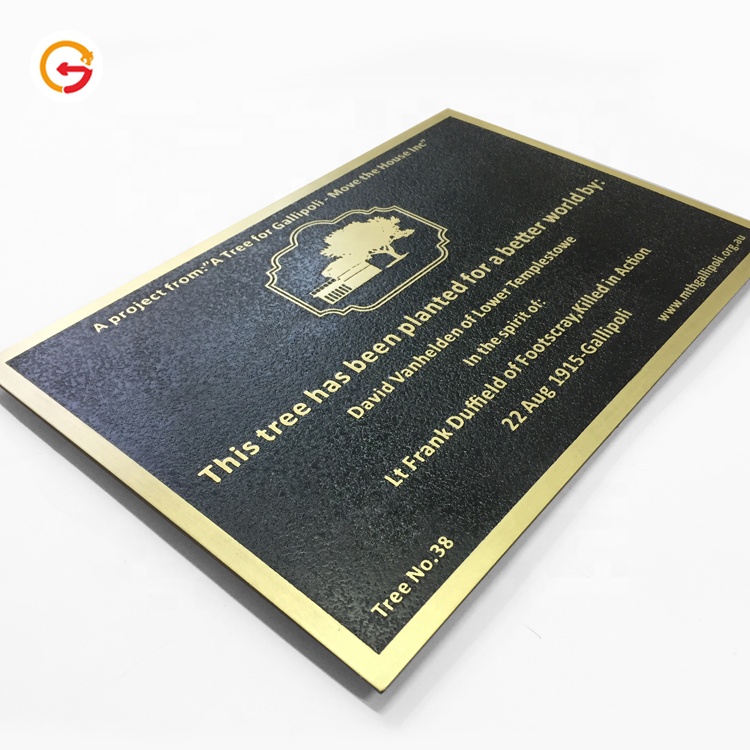 A project from:"A Tree for Gallipoli - Move the House Inc"
This tree has been planted for a better world by:
David Vanhelden of Lower Templestowe
In the spirit of:
Lt Frank Duffield of Footscray,Killed in Action
22 Aug 1915-Gallipoli
Tree No.38
www.mthgallipoli.org.au